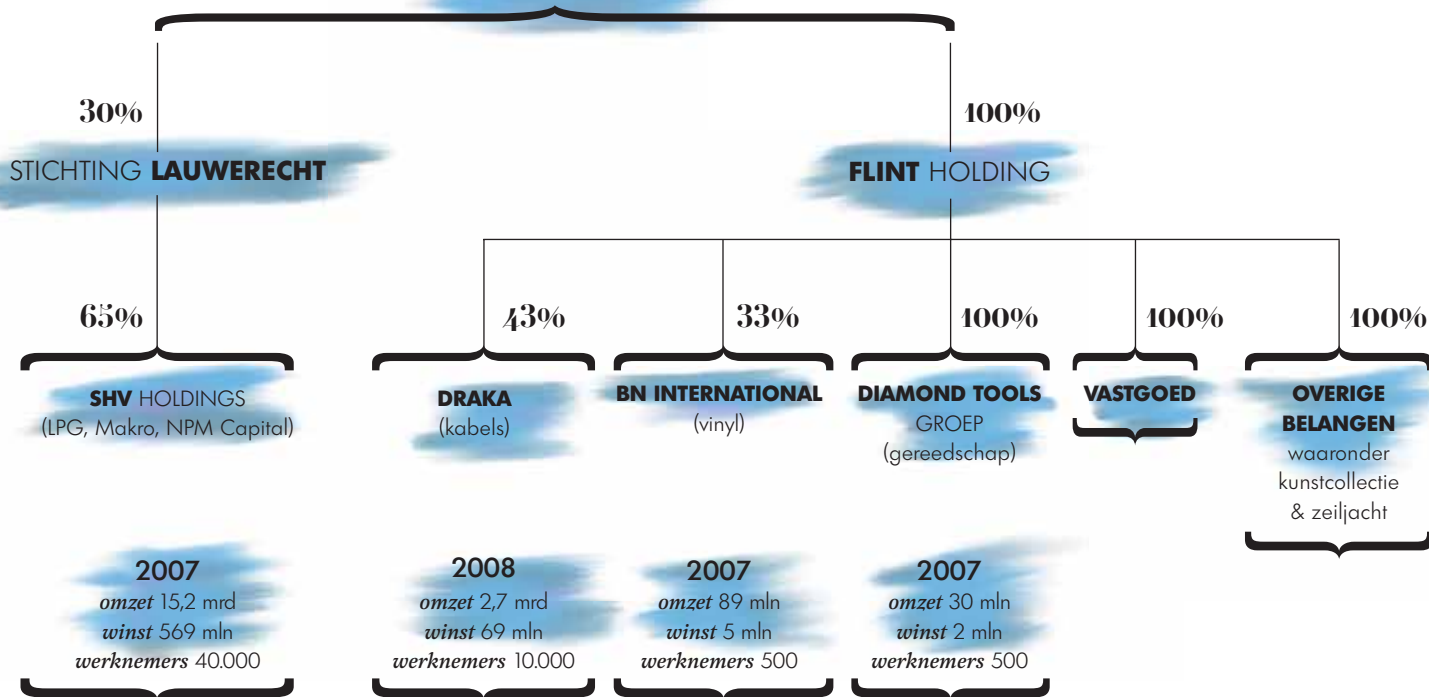 30%
100%
STICHTING LAUWERECHT
FLINT HOLDING
65%
43%
33%
100%
100%
100%
SHV HOLDINGS
(LPG, Makro, NPM Capital)
DRAKA
(kabels)
BN INTERNATIONAL
(vinyl)
DIAMOND TOOLS
GROEP
(gereedschap)
VASTGOED
OVERIGE
BELANGEN
waaronder
kunstcollectie
& zeiljacht
2007
omzet 15,2 mrd
winst 569 mln
werknemers 40.000
2008
omzet 2,7 mrd
winst 69 mln
werknemers 10.000
2007
omzet 89 mln
winst 5 mln
werknemers 500
2007
omzet 30 mln
winst 2 mln
werknemers 500